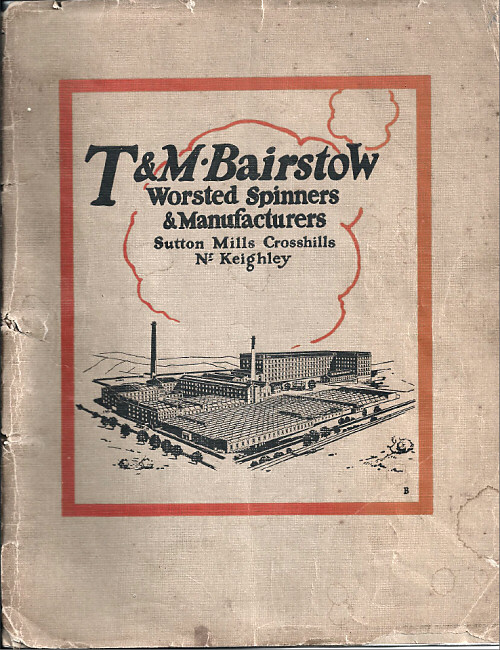 T & M · Bairstow
Worsted Spinners
& Manufacturers
Sutton Mills Crosshills
Nr Keighley
B